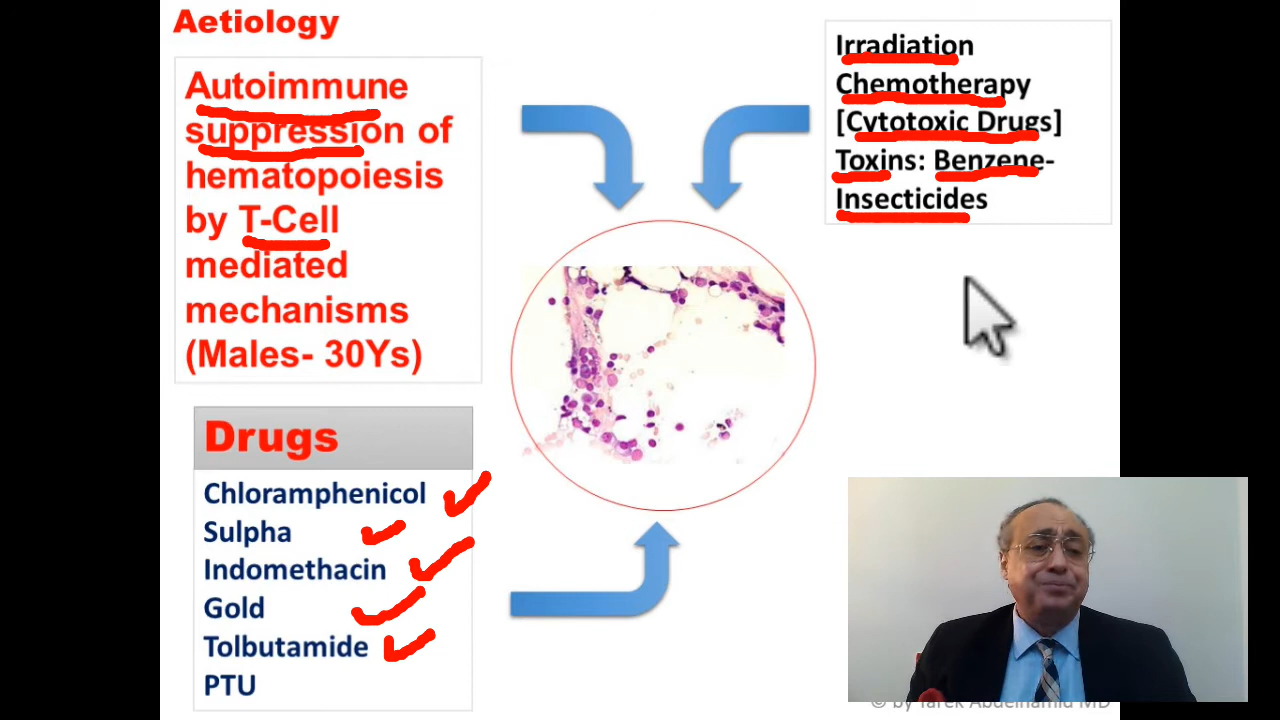 Aetiology
Autoimmune
suppression of
hematopoiesis
by T-Cell
mediated
mechanisms
(Males- 30Ys)
Drugs
Chloramphenicol
Sulpha
Indomethacin
Gold
Tolbutamide
PTU
Irradiation
Chemotherapy
[Cytotoxic Drugs]
Toxins: Benzene-
Insecticides
© by Tarek Abdelhamid MD